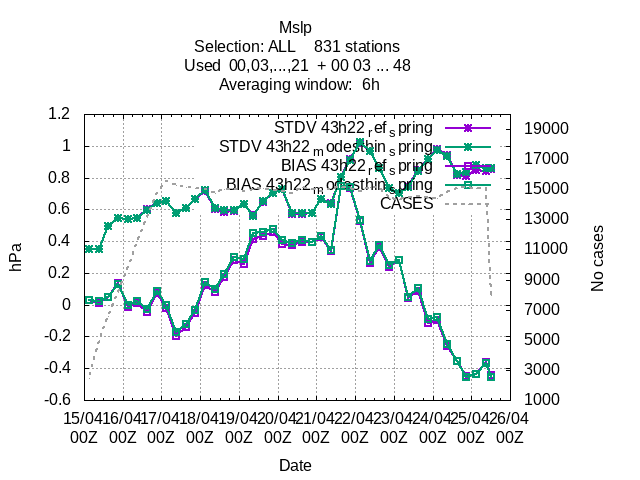 Mslp
Selection: ALL 831 stations
Used 00,03,...,21 + 00 03 ... 48
Averaging window: 6h
hPa
No cases
1.2
1
0.8
0.6
0.4
0.2
0
-0.2
-0.4
-0.6
19000
17000
15000
13000
11000
9000
7000
5000
3000
1000
STDV 43h22ref_spring
STDV 43h22modesthin_spring
BIAS 43h22ref_spring
BIAS 43h22modesthin_spring
CASES
15/04 16/04 17/04 18/04 19/04 20/04 21/04 22/04 23/04 24/04 25/04 26/04
00Z 00Z 00Z 00Z 00Z 00Z 00Z 00Z 00Z 00Z 00Z 00Z
Date